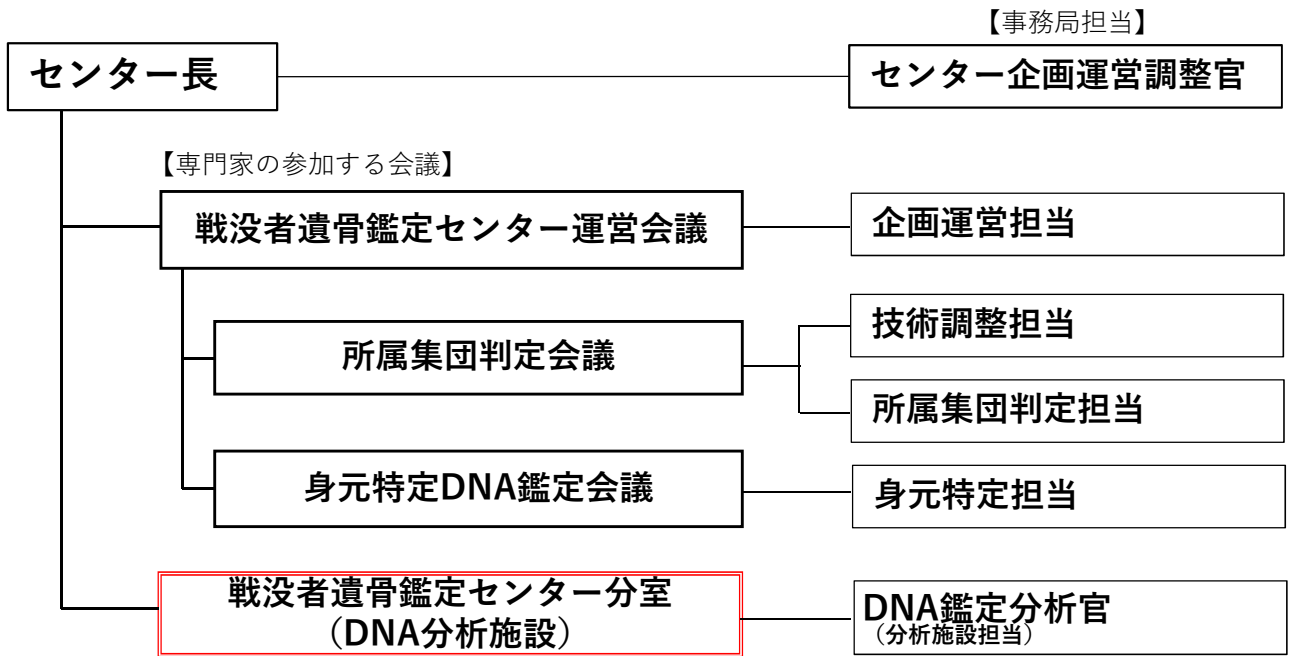 【事務局担当】
センター長
センター企画運営調整官
【専門家の参加する会議】
戦没者遺骨鑑定センター運営会議
企画運営担当
所属集団判定会議
技術調整担当
所属集団判定担当
身元特定DNA鑑定会議
身元特定担当
戦没者遺骨鑑定センター分室
（DNA分析施設）
DNA鑑定分析官
（分析施設担当）